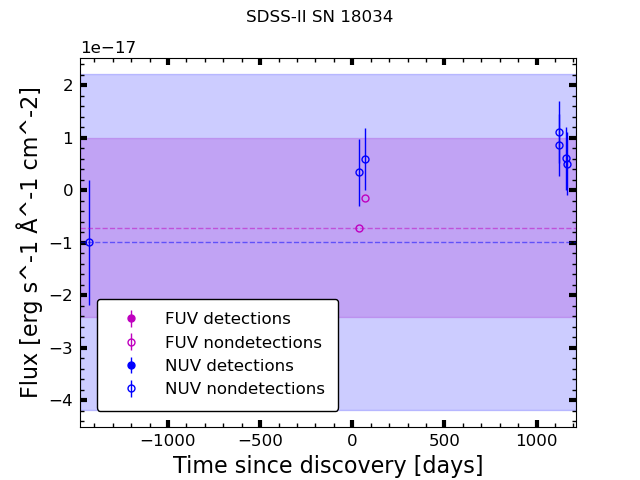 SDSS-II SN 18034
1e−17
2
1
0
−1
−2
−3
−4
Flux [erg s^-1 Å^-1 cm^-2]
FUV detections
FUV nondetections
NUV detections
NUV nondetections
−1000 −500 0 500 1000
Time since discovery [days]